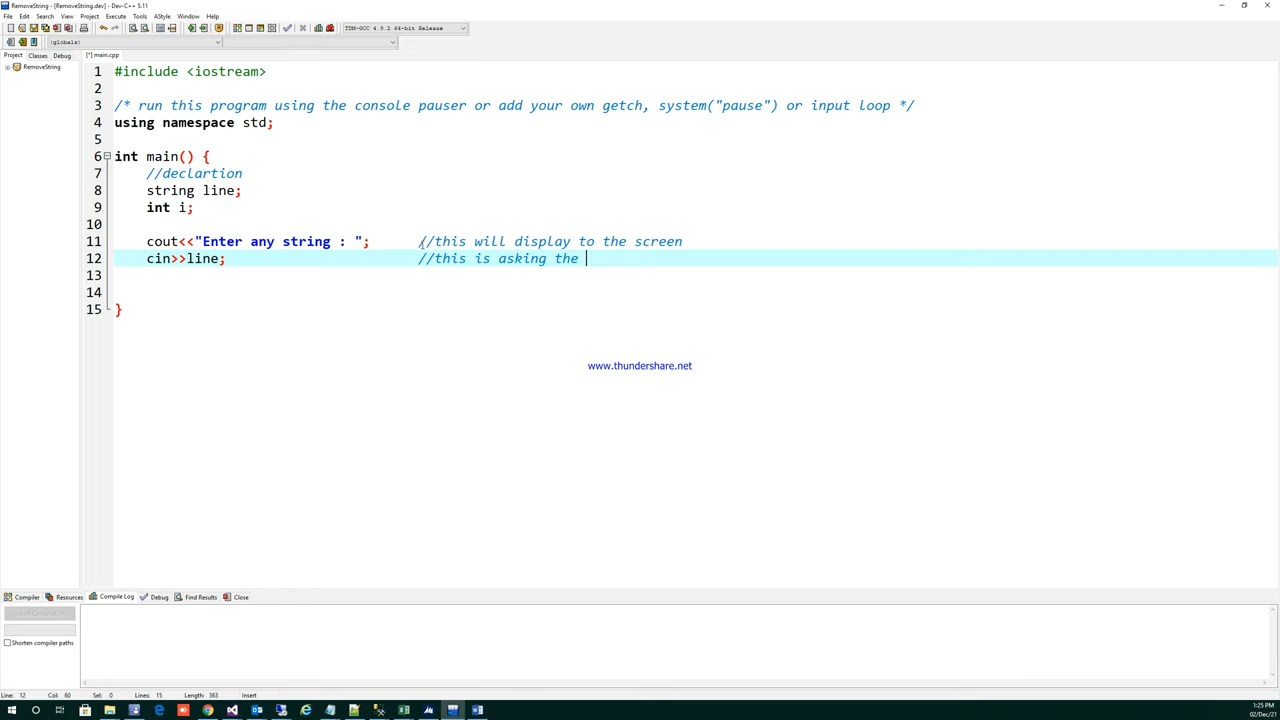 RemoveString - [RemoveString.dev] - Dev-C++ 5.11
File Edit Search View Project Execute Tools AStyle Window Help
TDM-GCC 4.9.2 64-bit Release
(globals)
Project Classes Debug
[*] main.cpp
RemoveString
1 #include <iostream>
2
3 /* run this program using the console pauser or add your own getch, system("pause") or input loop */
4 using namespace std;
5
6 int main() {
7 //declartion
8 string line;
9 int i;
10
11 cout<<"Enter any string : "; //this will display to the screen
12 cin>>line; //this is asking the
13
14
15 }
www.thundershare.net
Compiler Resources Compile Log Debug Find Results Close
Shorten compiler paths
Line: 12 Col: 60 Sel: 0 Lines: 15 Length: 363 Insert
1:25 PM
02/Dec/21